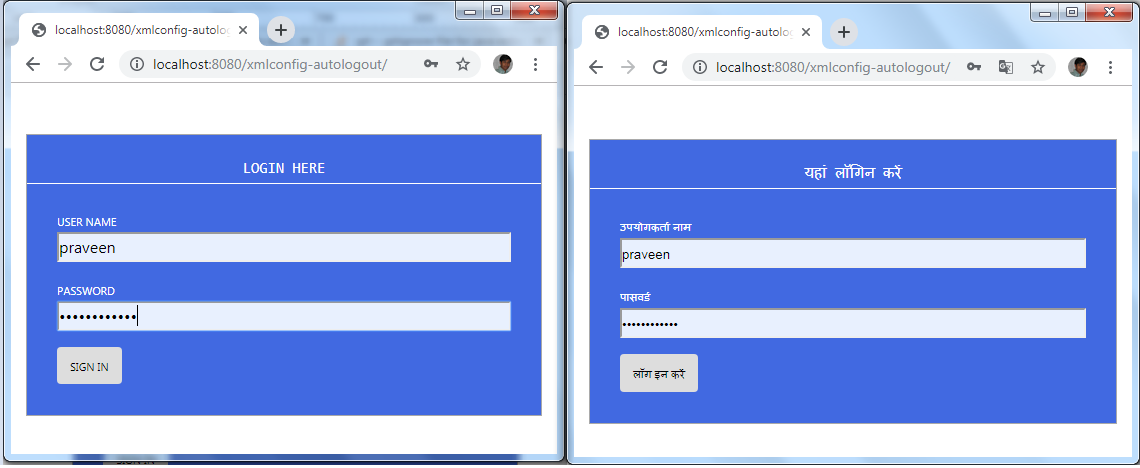 localhost:8080/xmlconfig-autolog
localhost:8080/xmlconfig-autologout/
LOGIN HERE
USER NAME
praveen
PASSWORD
••••••••••••
SIGN IN
localhost:8080/xmlconfig-autolog
localhost:8080/xmlconfig-autologout/
यहां लॉगिन करें
उपयोगकर्ता नाम
praveen
पासवर्ड
••••••••••••
लॉग इन करें